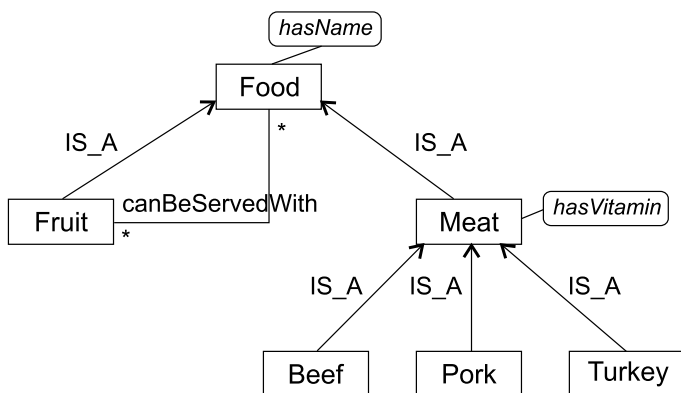 hasName
Food
*
IS_A
IS_A
canBeServedWith
Fruit
*
Meat
hasVitamin
IS_A
IS_A
IS_A
Beef
Pork
Turkey